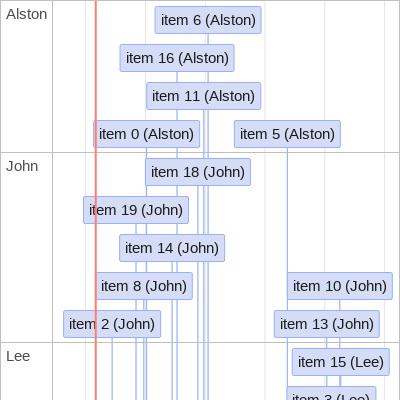 Alston
item 6 (Alston)
item 16 (Alston)
item 11 (Alston)
item 0 (Alston)
item 5 (Alston)
John
item 18 (John)
item 19 (John)
item 14 (John)
item 8 (John)
item 10 (John)
item 2 (John)
item 13 (John)
Lee
item 15 (Lee)
item 3 (Lee)